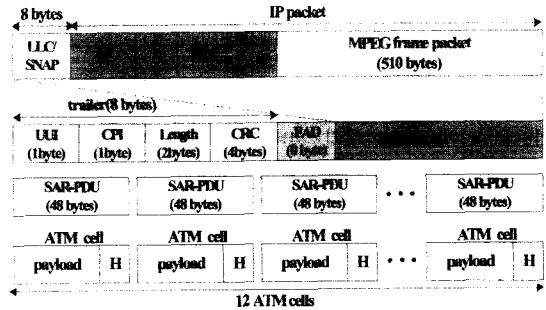 8 bytes IP packet
LLC/ MPEG frame packet
SNAP (510 bytes)
trailer(8 bytes)
UUI CPI Length CRC PAD
(1byte) (1byte) (2bytes) (4bytes) (0 byte)
SAR-PDU SAR-PDU SAR-PDU • • • SAR-PDU
(48 bytes) (48 bytes) (48 bytes) (48 bytes)
ATM cell ATM cell ATM cell ATM cell
payload H payload H payload H • • • payload H
12 ATM cells